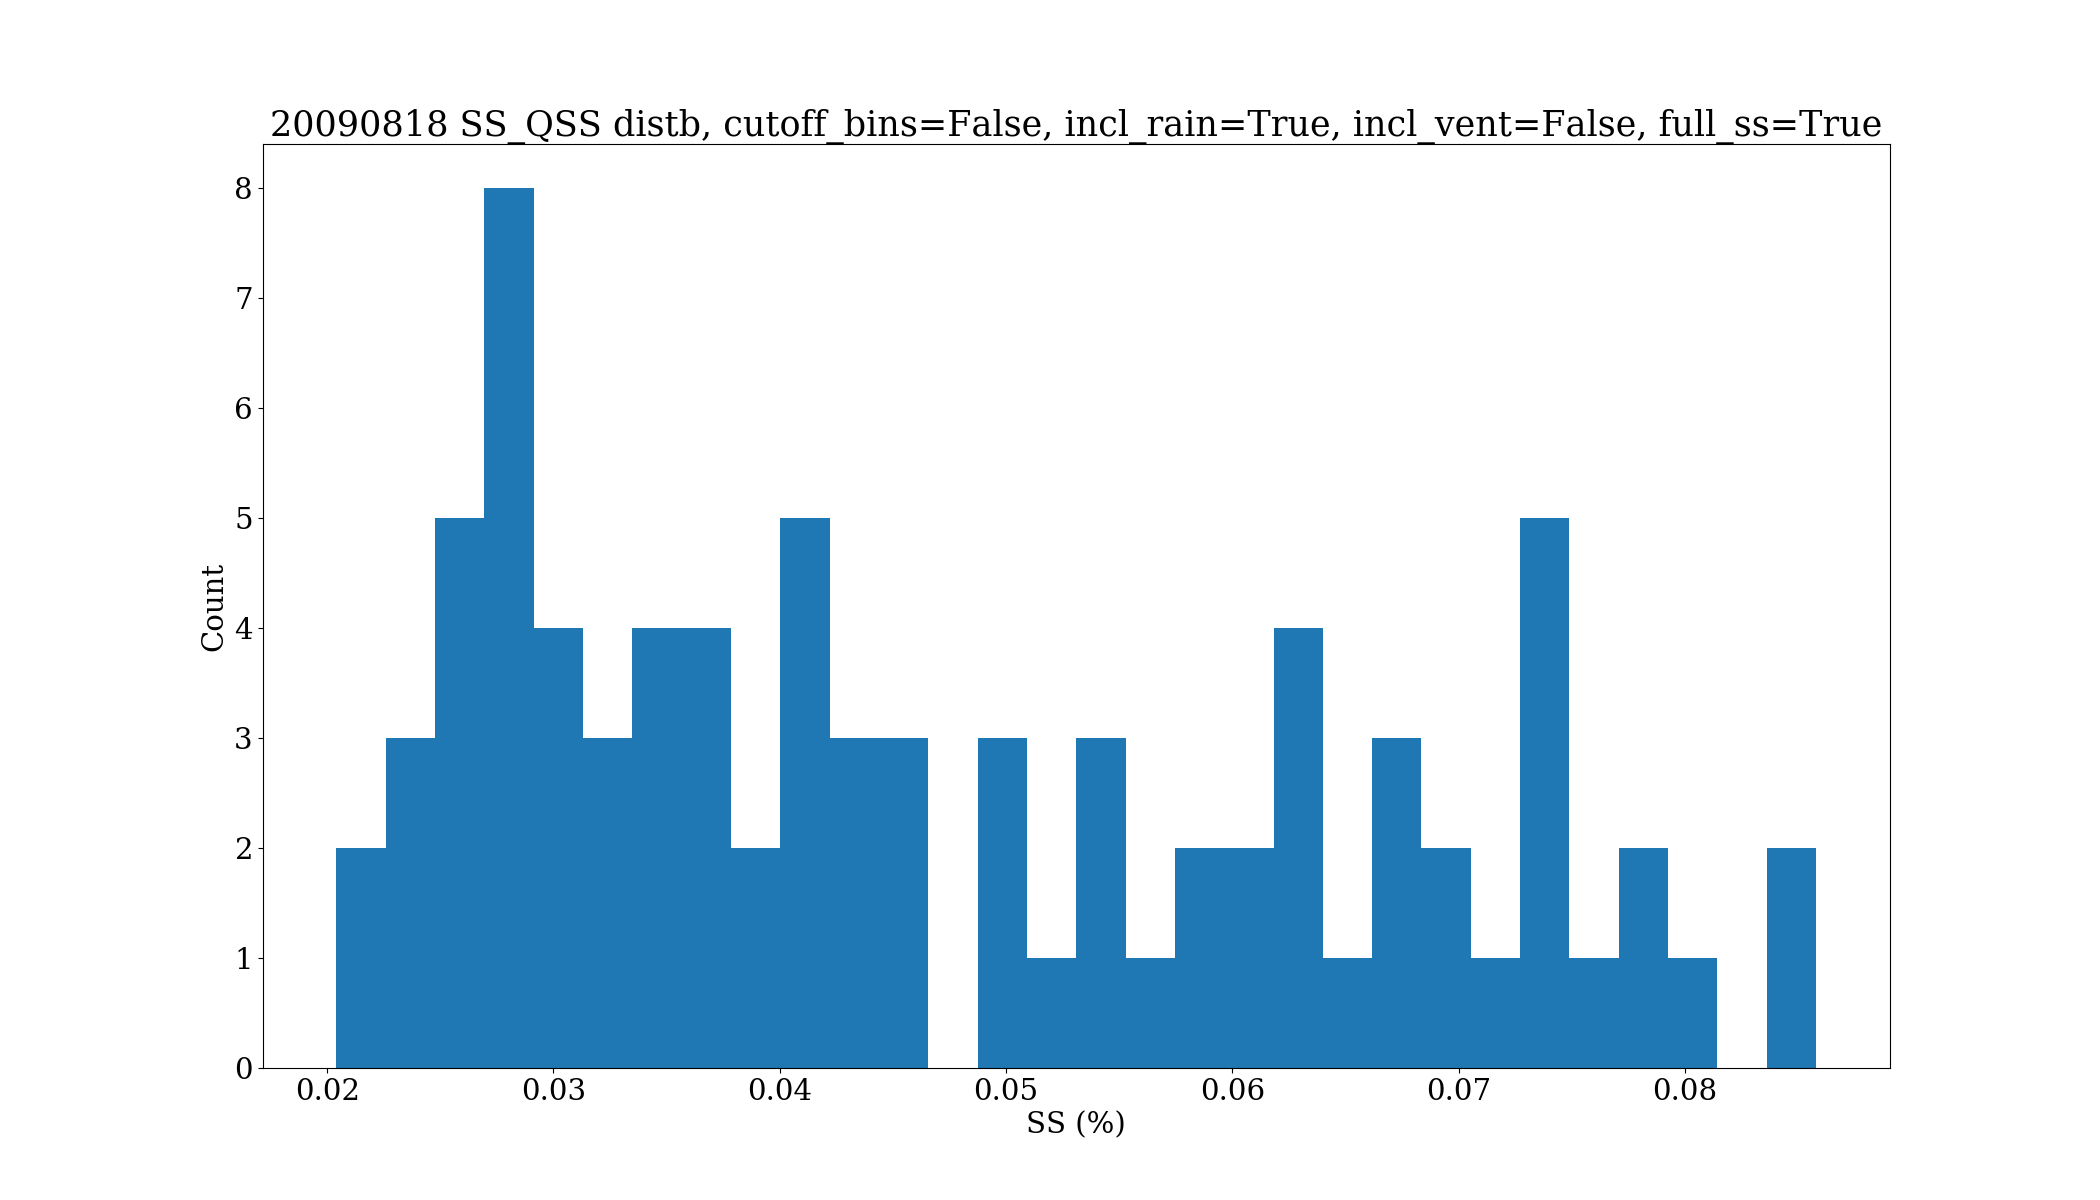 20090818 SS_QSS distb, cutoff_bins=False, incl_rain=True, incl_vent=False, full_ss=True
8
7
6
5
4
3
2
1
0
Count
0.02 0.03 0.04 0.05 0.06 0.07 0.08
SS (%)